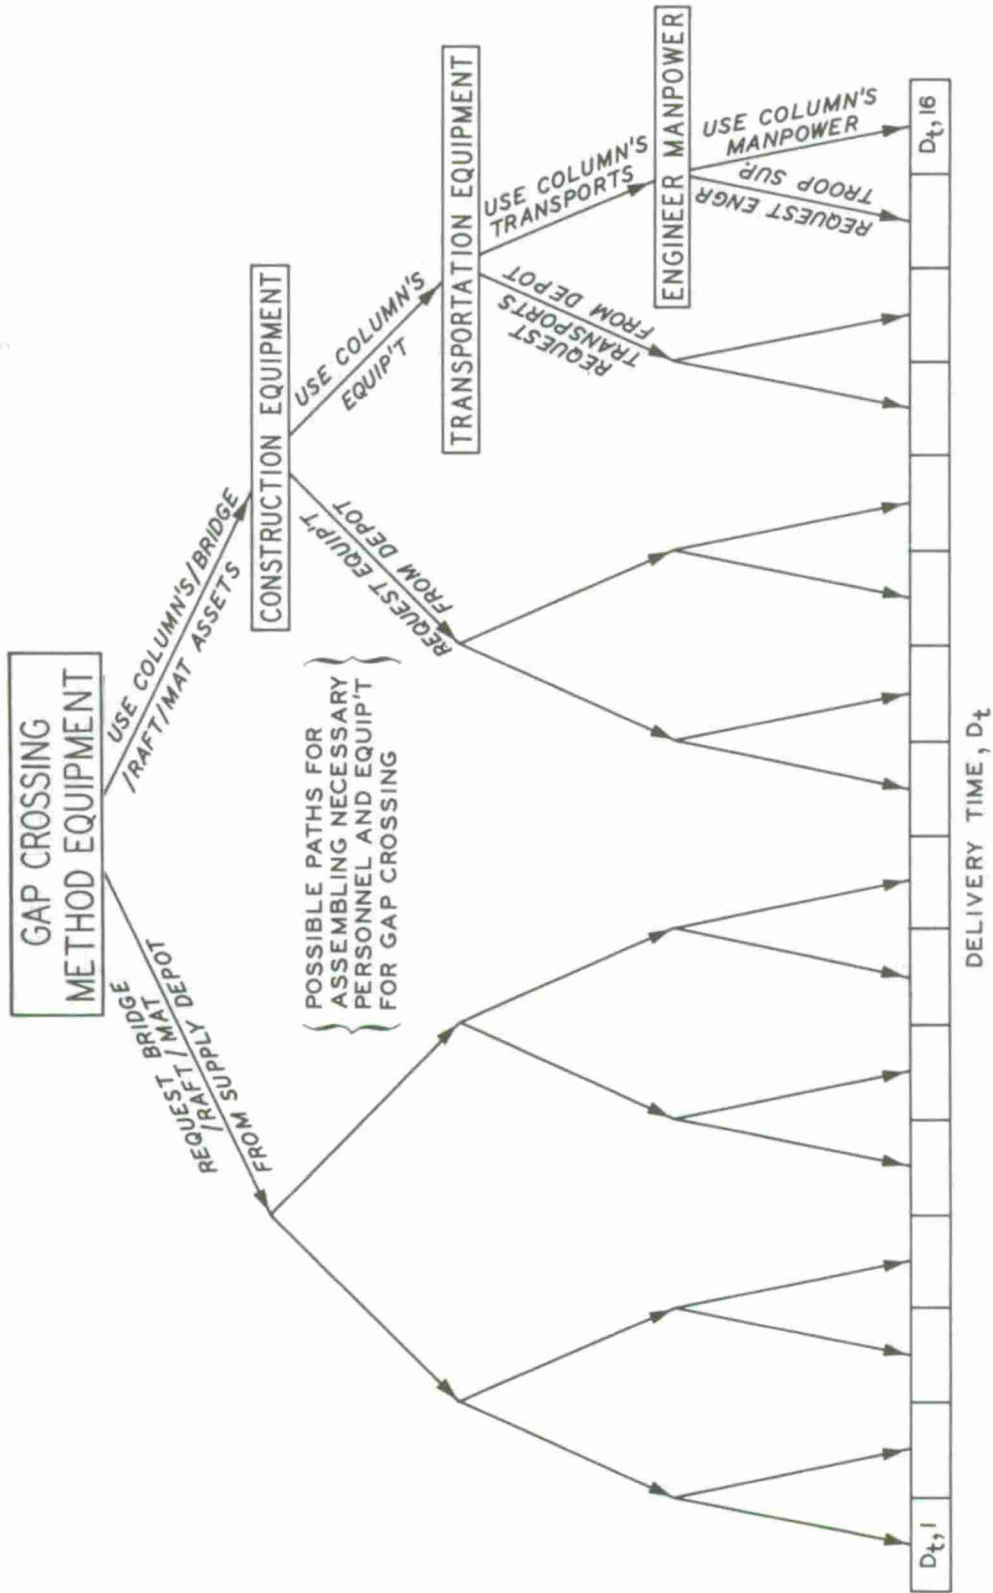 GAP CROSSING
METHOD EQUIPMENT
REQUEST BRIDGE
/RAFT/MAT
FROM SUPPLY DEPOT
USE COLUMN'S/BRIDGE
/RAFT/MAT ASSETS
CONSTRUCTION EQUIPMENT
REQUEST EQUIP'T
FROM DEPOT
USE COLUMN'S
EQUIP'T
POSSIBLE PATHS FOR
ASSEMBLING NECESSARY
PERSONNEL AND EQUIP'T
FOR GAP CROSSING
TRANSPORTATION EQUIPMENT
REQUEST
TRANSPORTS
FROM DEPOT
USE COLUMN'S
TRANSPORTS
ENGINEER MANPOWER
REQUEST ENGR
TROOP SUP.
USE COLUMN'S
MANPOWER
Dt, 1
Dt, 16
DELIVERY TIME, Dt